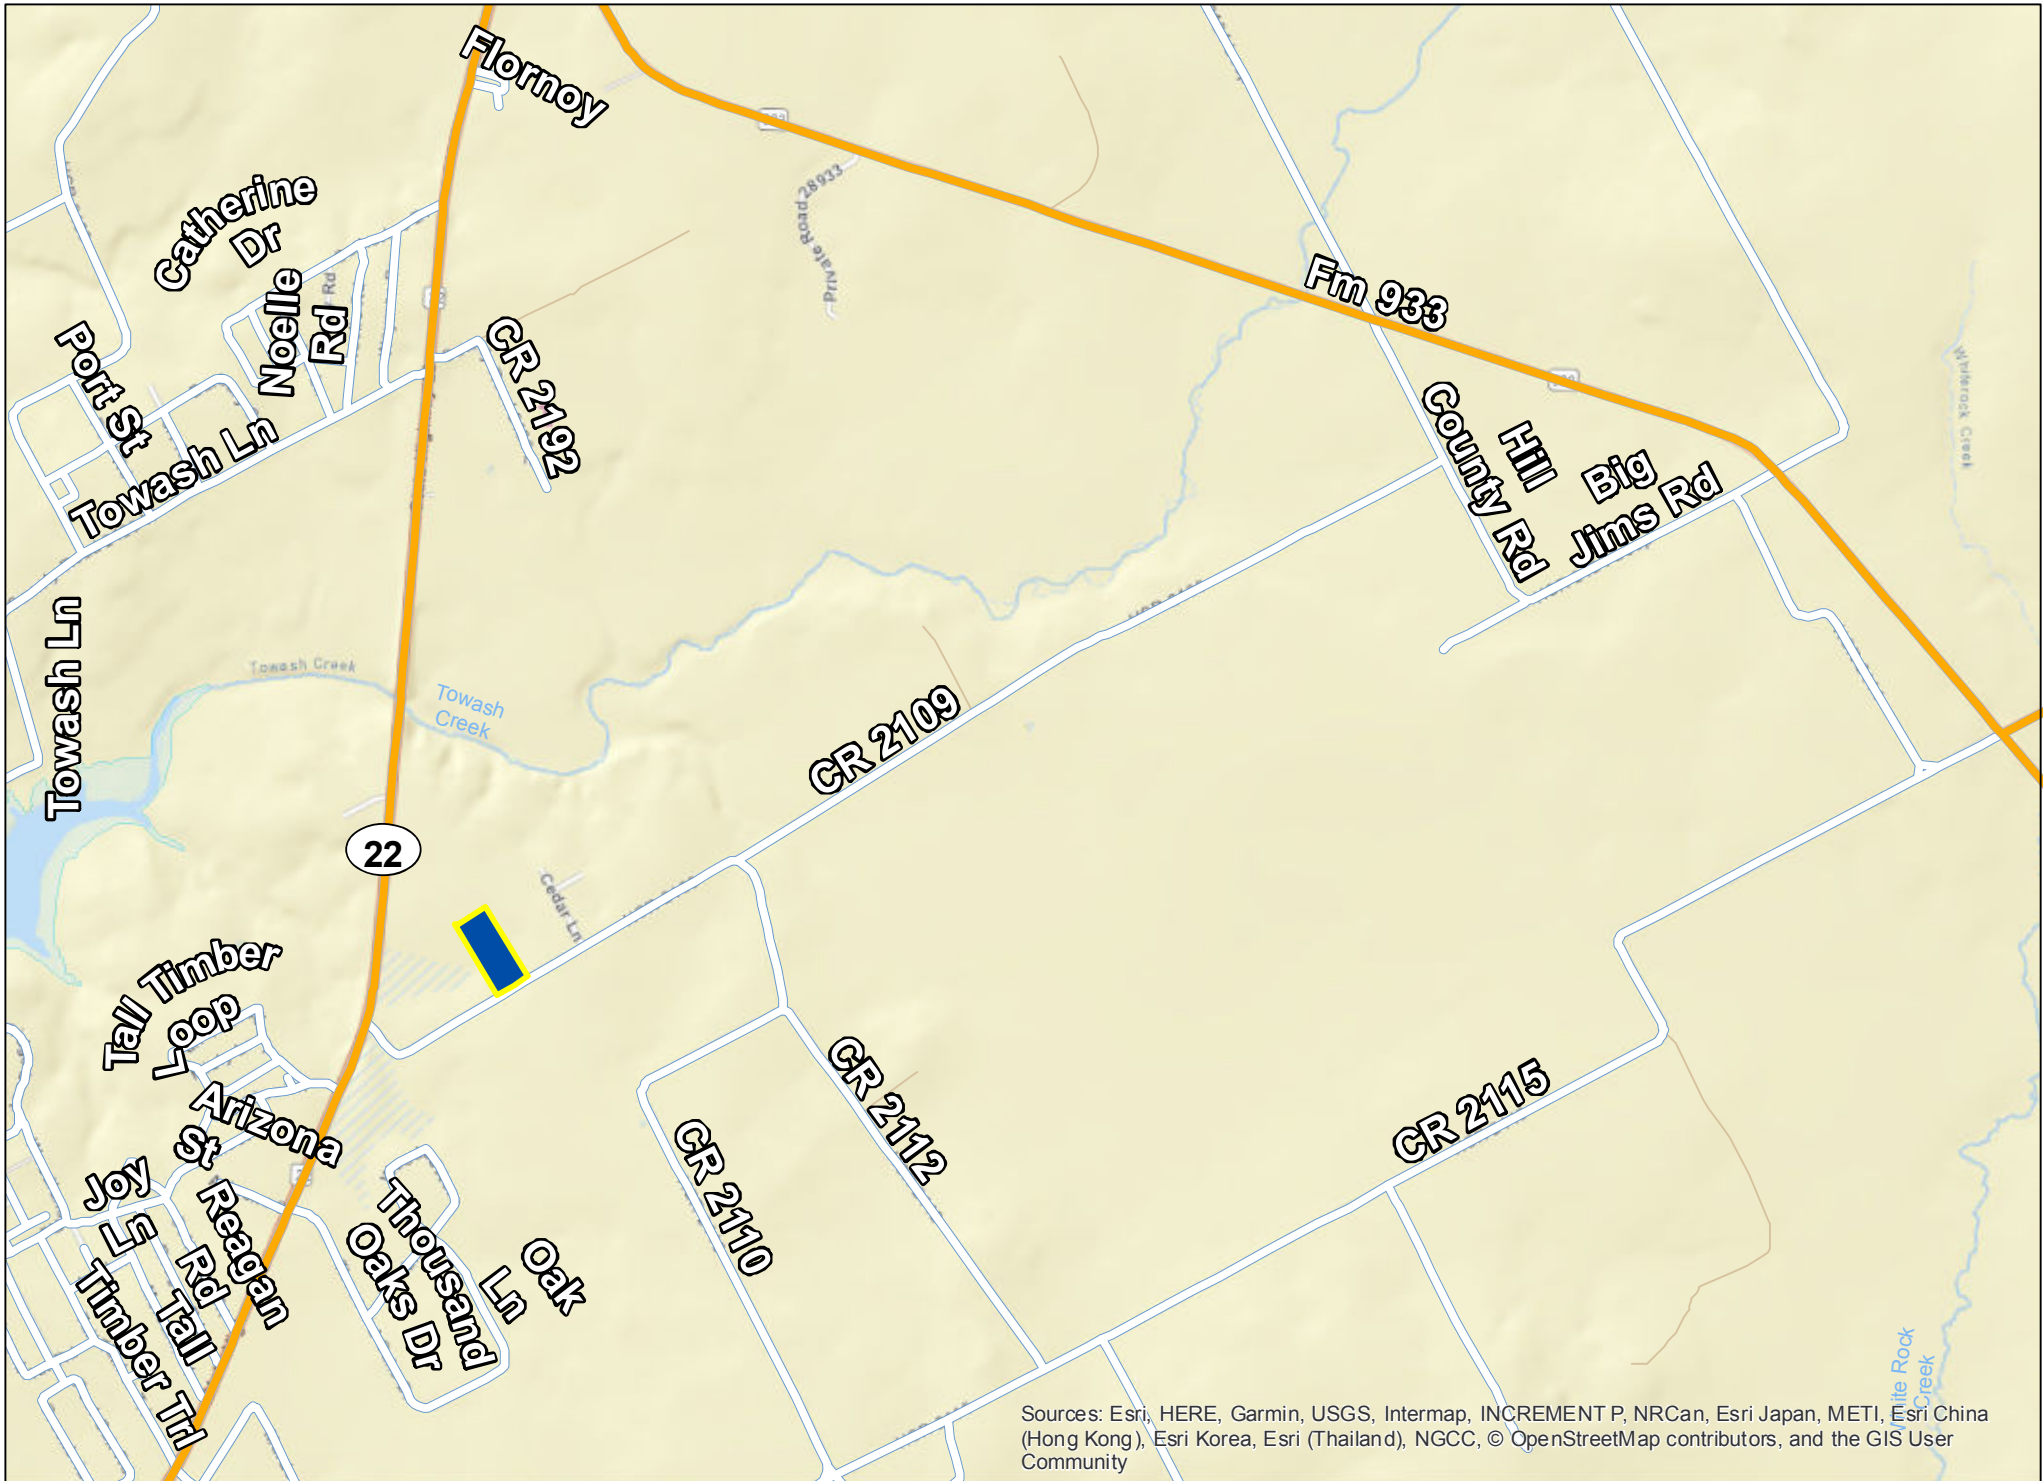 Flornoy
Catherine
Dr
Private Road 28933
Noelle
Rd
Rd
Fm 933
CR 2192
Port St
Towash Ln
County Rd
Hill
Big
Jims Rd
Whiterock Creek
Towash Ln
Towash Creek
Towash
Creek
CR 2109
22
Cedar Ln
Tall Timber
Loop
Arizona
St
CR 2112
CR 2115
CR 2110
Joy
Ln
Reagan
Rd
Thousand
Oaks Dr
Oak
Ln
Tall
Timber Trl
Rock
Creek
Sources: Esri, HERE, Garmin, USGS, Intermap, INCREMENT P, NRCan, Esri Japan, METI, Esri China
(Hong Kong), Esri Korea, Esri (Thailand), NGCC, © OpenStreetMap contributors, and the GIS User
Community